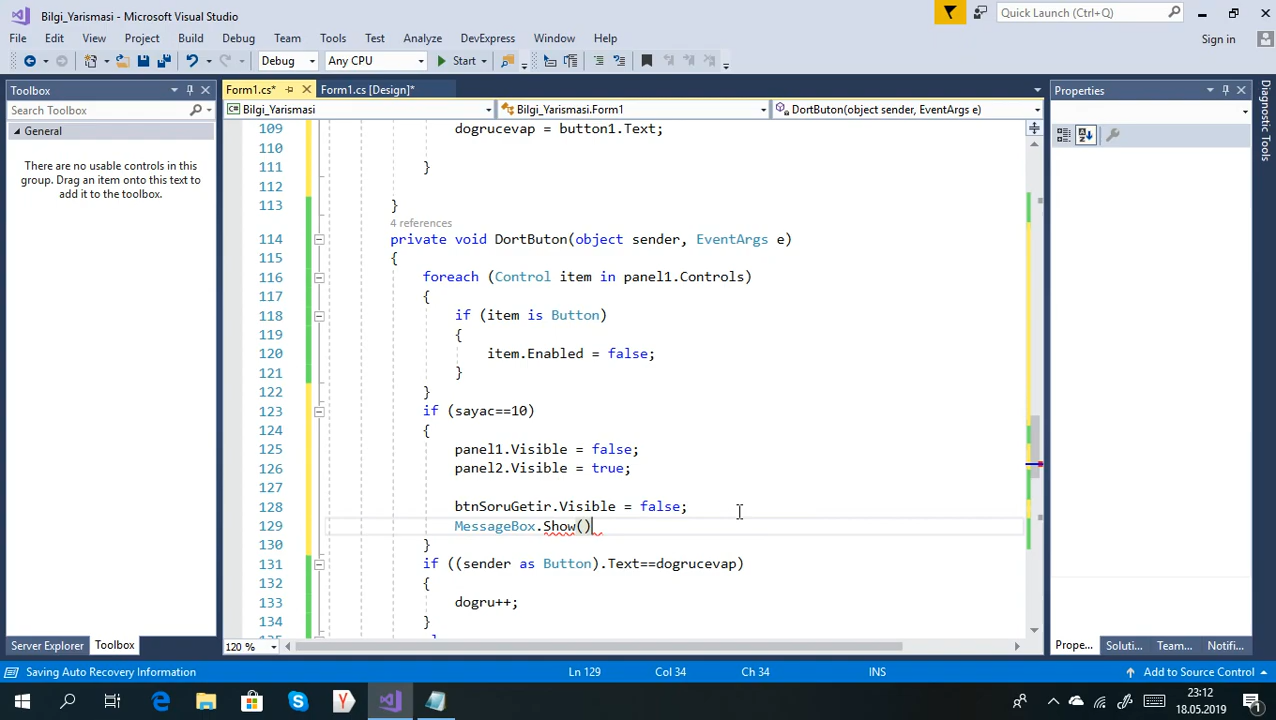 Bilgi_Yarismasi - Microsoft Visual Studio
Quick Launch (Ctrl+Q)
File Edit View Project Build Debug Team Tools Test Analyze DevExpress Window Help
Sign in
Debug Any CPU Start
Toolbox
Form1.cs* Form1.cs [Design]*
Properties
Search Toolbox
Bilgi_Yarismasi Bilgi_Yarismasi.Form1 DortButon(object sender, EventArgs e)
General
There are no usable controls in this
group. Drag an item onto this text to
add it to the toolbox.
109 dogrucevap = button1.Text;
110
111 }
112
113 }
4 references
114 private void DortButon(object sender, EventArgs e)
115 {
116 foreach (Control item in panel1.Controls)
117 {
118 if (item is Button)
119 {
120 item.Enabled = false;
121 }
122 }
123 if (sayac==10)
124 {
125 panel1.Visible = false;
126 panel2.Visible = true;
127
128 btnSoruGetir.Visible = false;
129 MessageBox.Show()
130 }
131 if ((sender as Button).Text==dogrucevap)
132 {
133 dogru++;
134 }
Diagnostic Tools
120 %
Server Explorer Toolbox
Prope... Soluti... Team... Notifi...
Saving Auto Recovery Information Ln 129 Col 34 Ch 34 INS Add to Source Control
23:12
18.05.2019
1